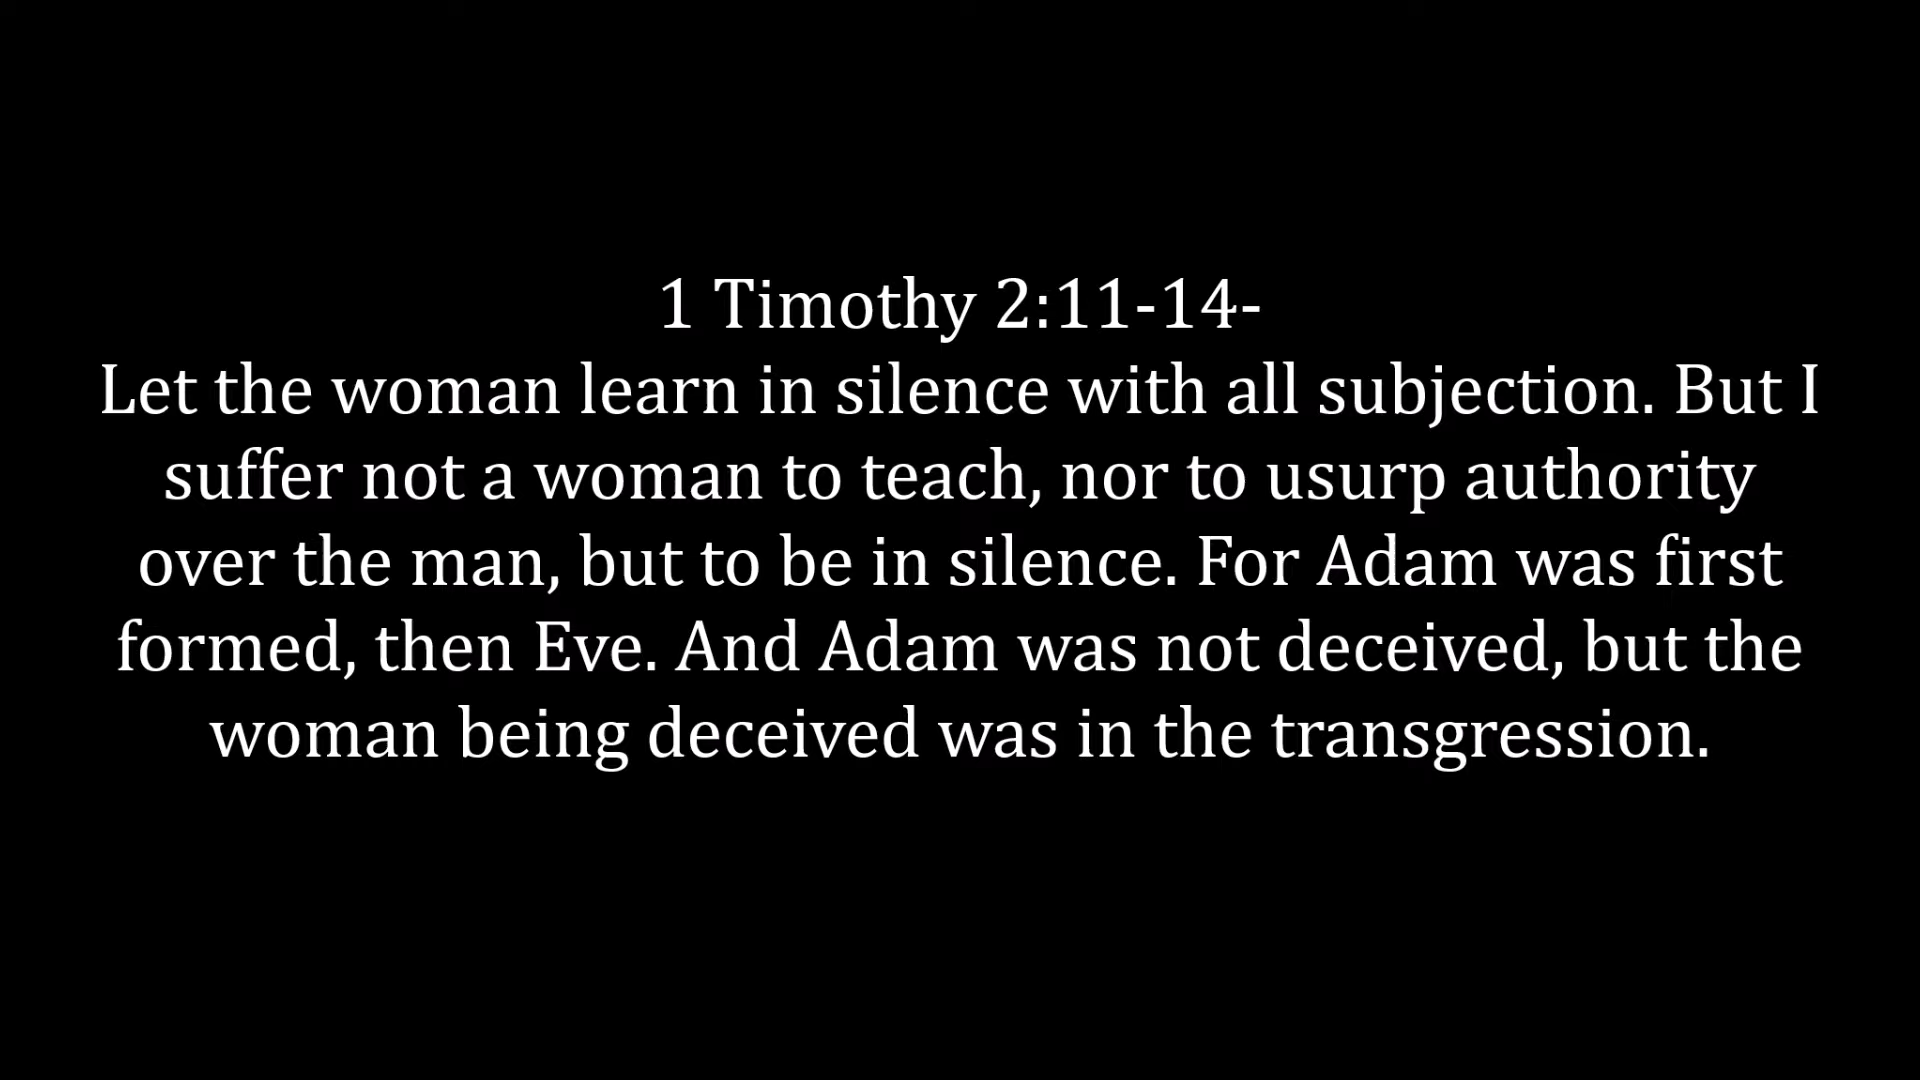 1 Timothy 2:11-14-
Let the woman learn in silence with all subjection. But I
suffer not a woman to teach, nor to usurp authority
over the man, but to be in silence. For Adam was first
formed, then Eve. And Adam was not deceived, but the
woman being deceived was in the transgression.